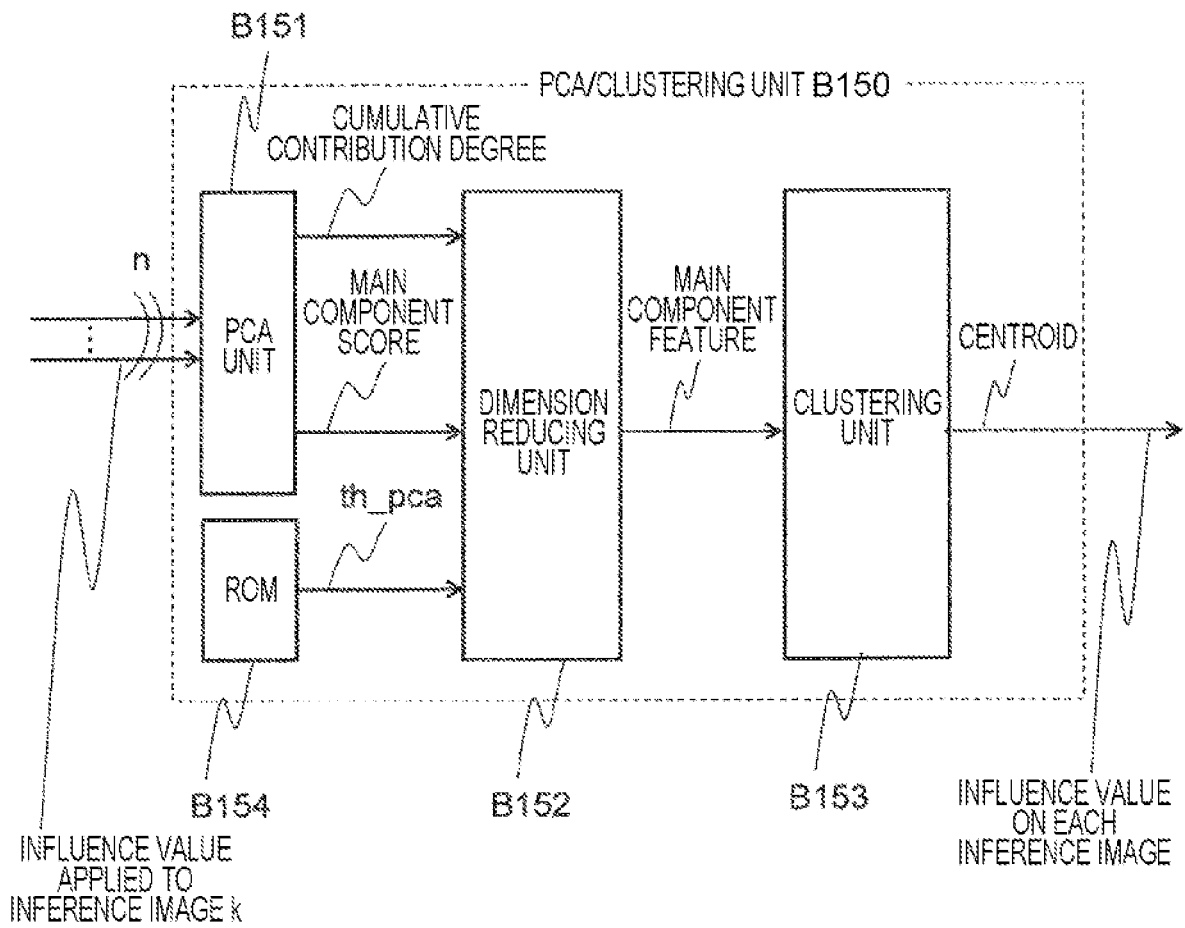 B151
PCA/CLUSTERING UNIT B150
CUMULATIVE
CONTRIBUTION DEGREE
n
PCA
UNIT
MAIN
COMPONENT
SCORE
DIMENSION
REDUCING
UNIT
MAIN
COMPONENT
FEATURE
CLUSTERING
UNIT
CENTROID
th_pca
ROM
B154
B152
B153
INFLUENCE VALUE
APPLIED TO
INFERENCE IMAGE k
INFLUENCE VALUE
ON EACH
INFERENCE IMAGE